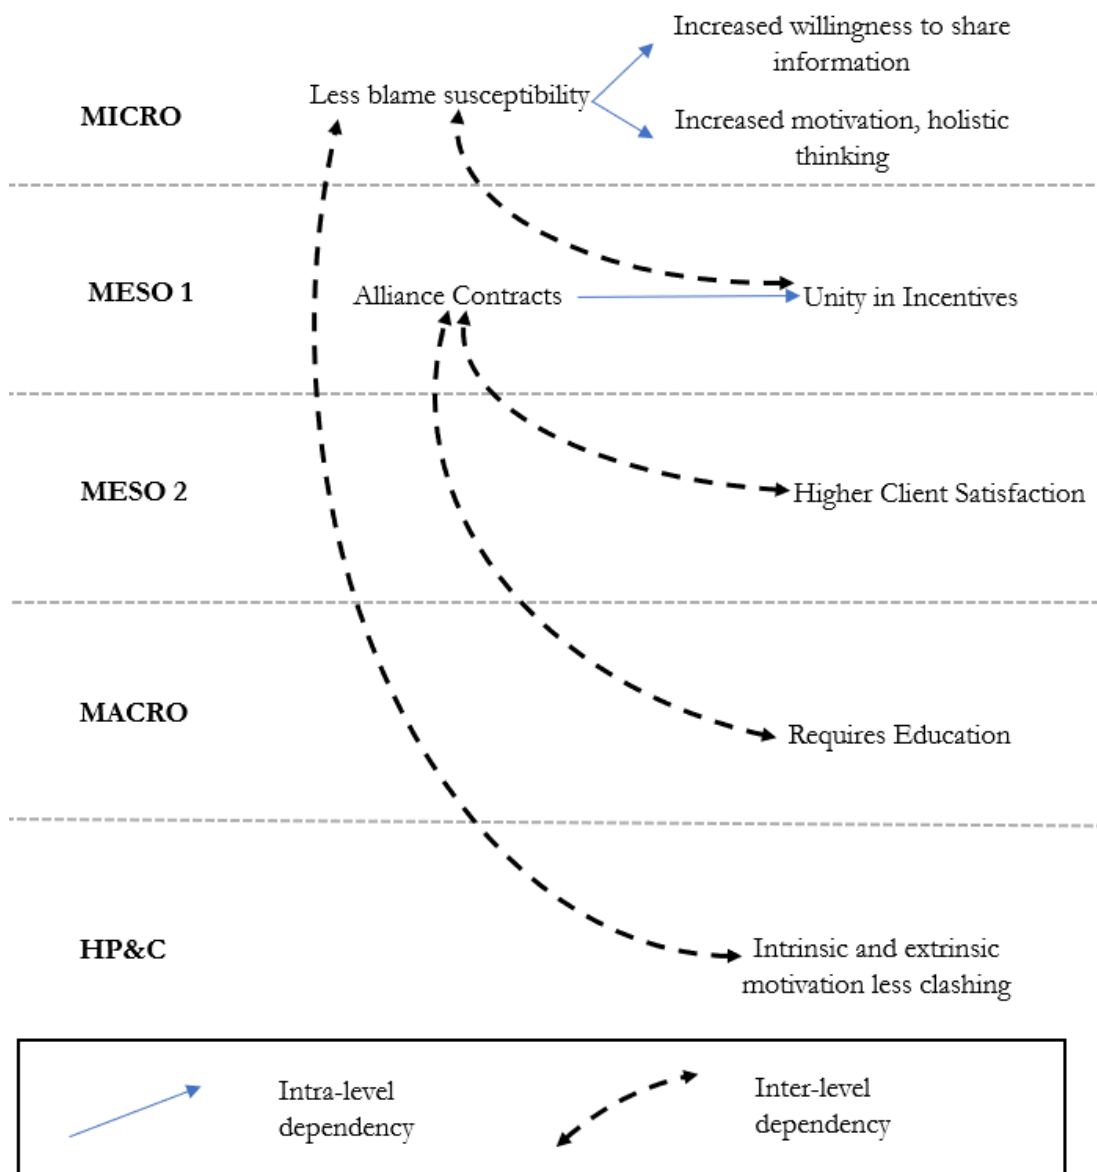 Increased willingness to share
information
Less blame susceptibility
MICRO
Increased motivation, holistic
thinking
MESO 1
Alliance Contracts
Unity in Incentives
MESO 2
Higher Client Satisfaction
MACRO
Requires Education
HP&C
Intrinsic and extrinsic
motivation less clashing
Intra-level
dependency
Inter-level
dependency